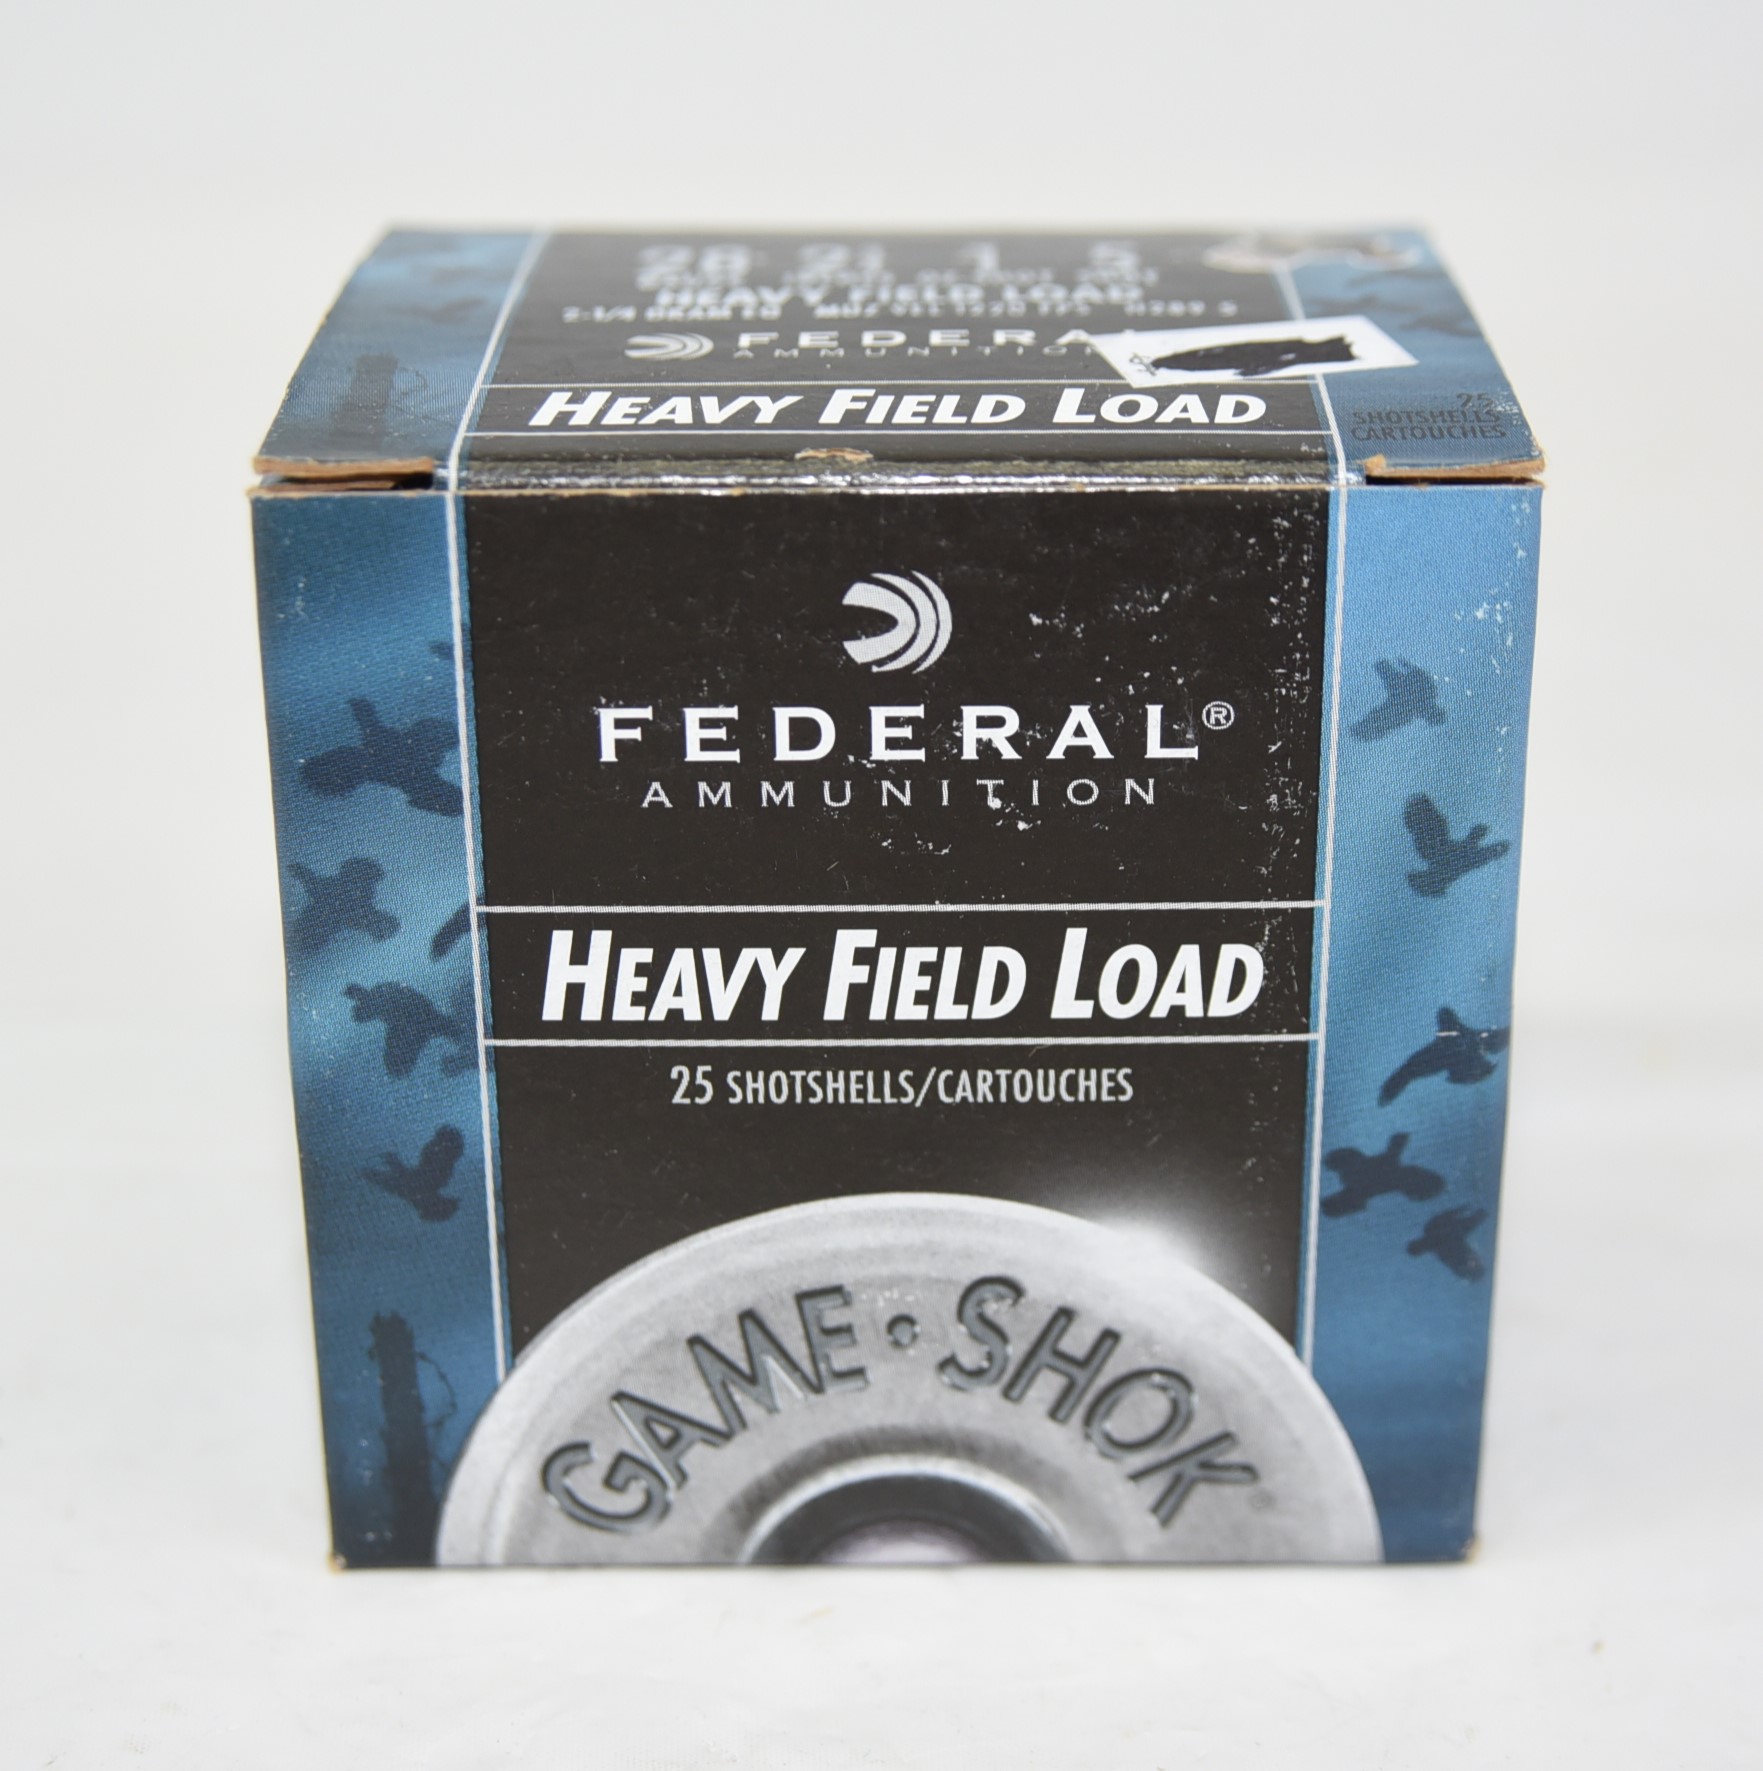 HEAVY FIELD LOAD
FEDERAL
AMMUNITION
HEAVY FIELD LOAD
25
SHOTSHELLS
CARTOUCHES
FEDERAL®
AMMUNITION
HEAVY FIELD LOAD
25 SHOTSHELLS/CARTOUCHES
GAME·SHOK